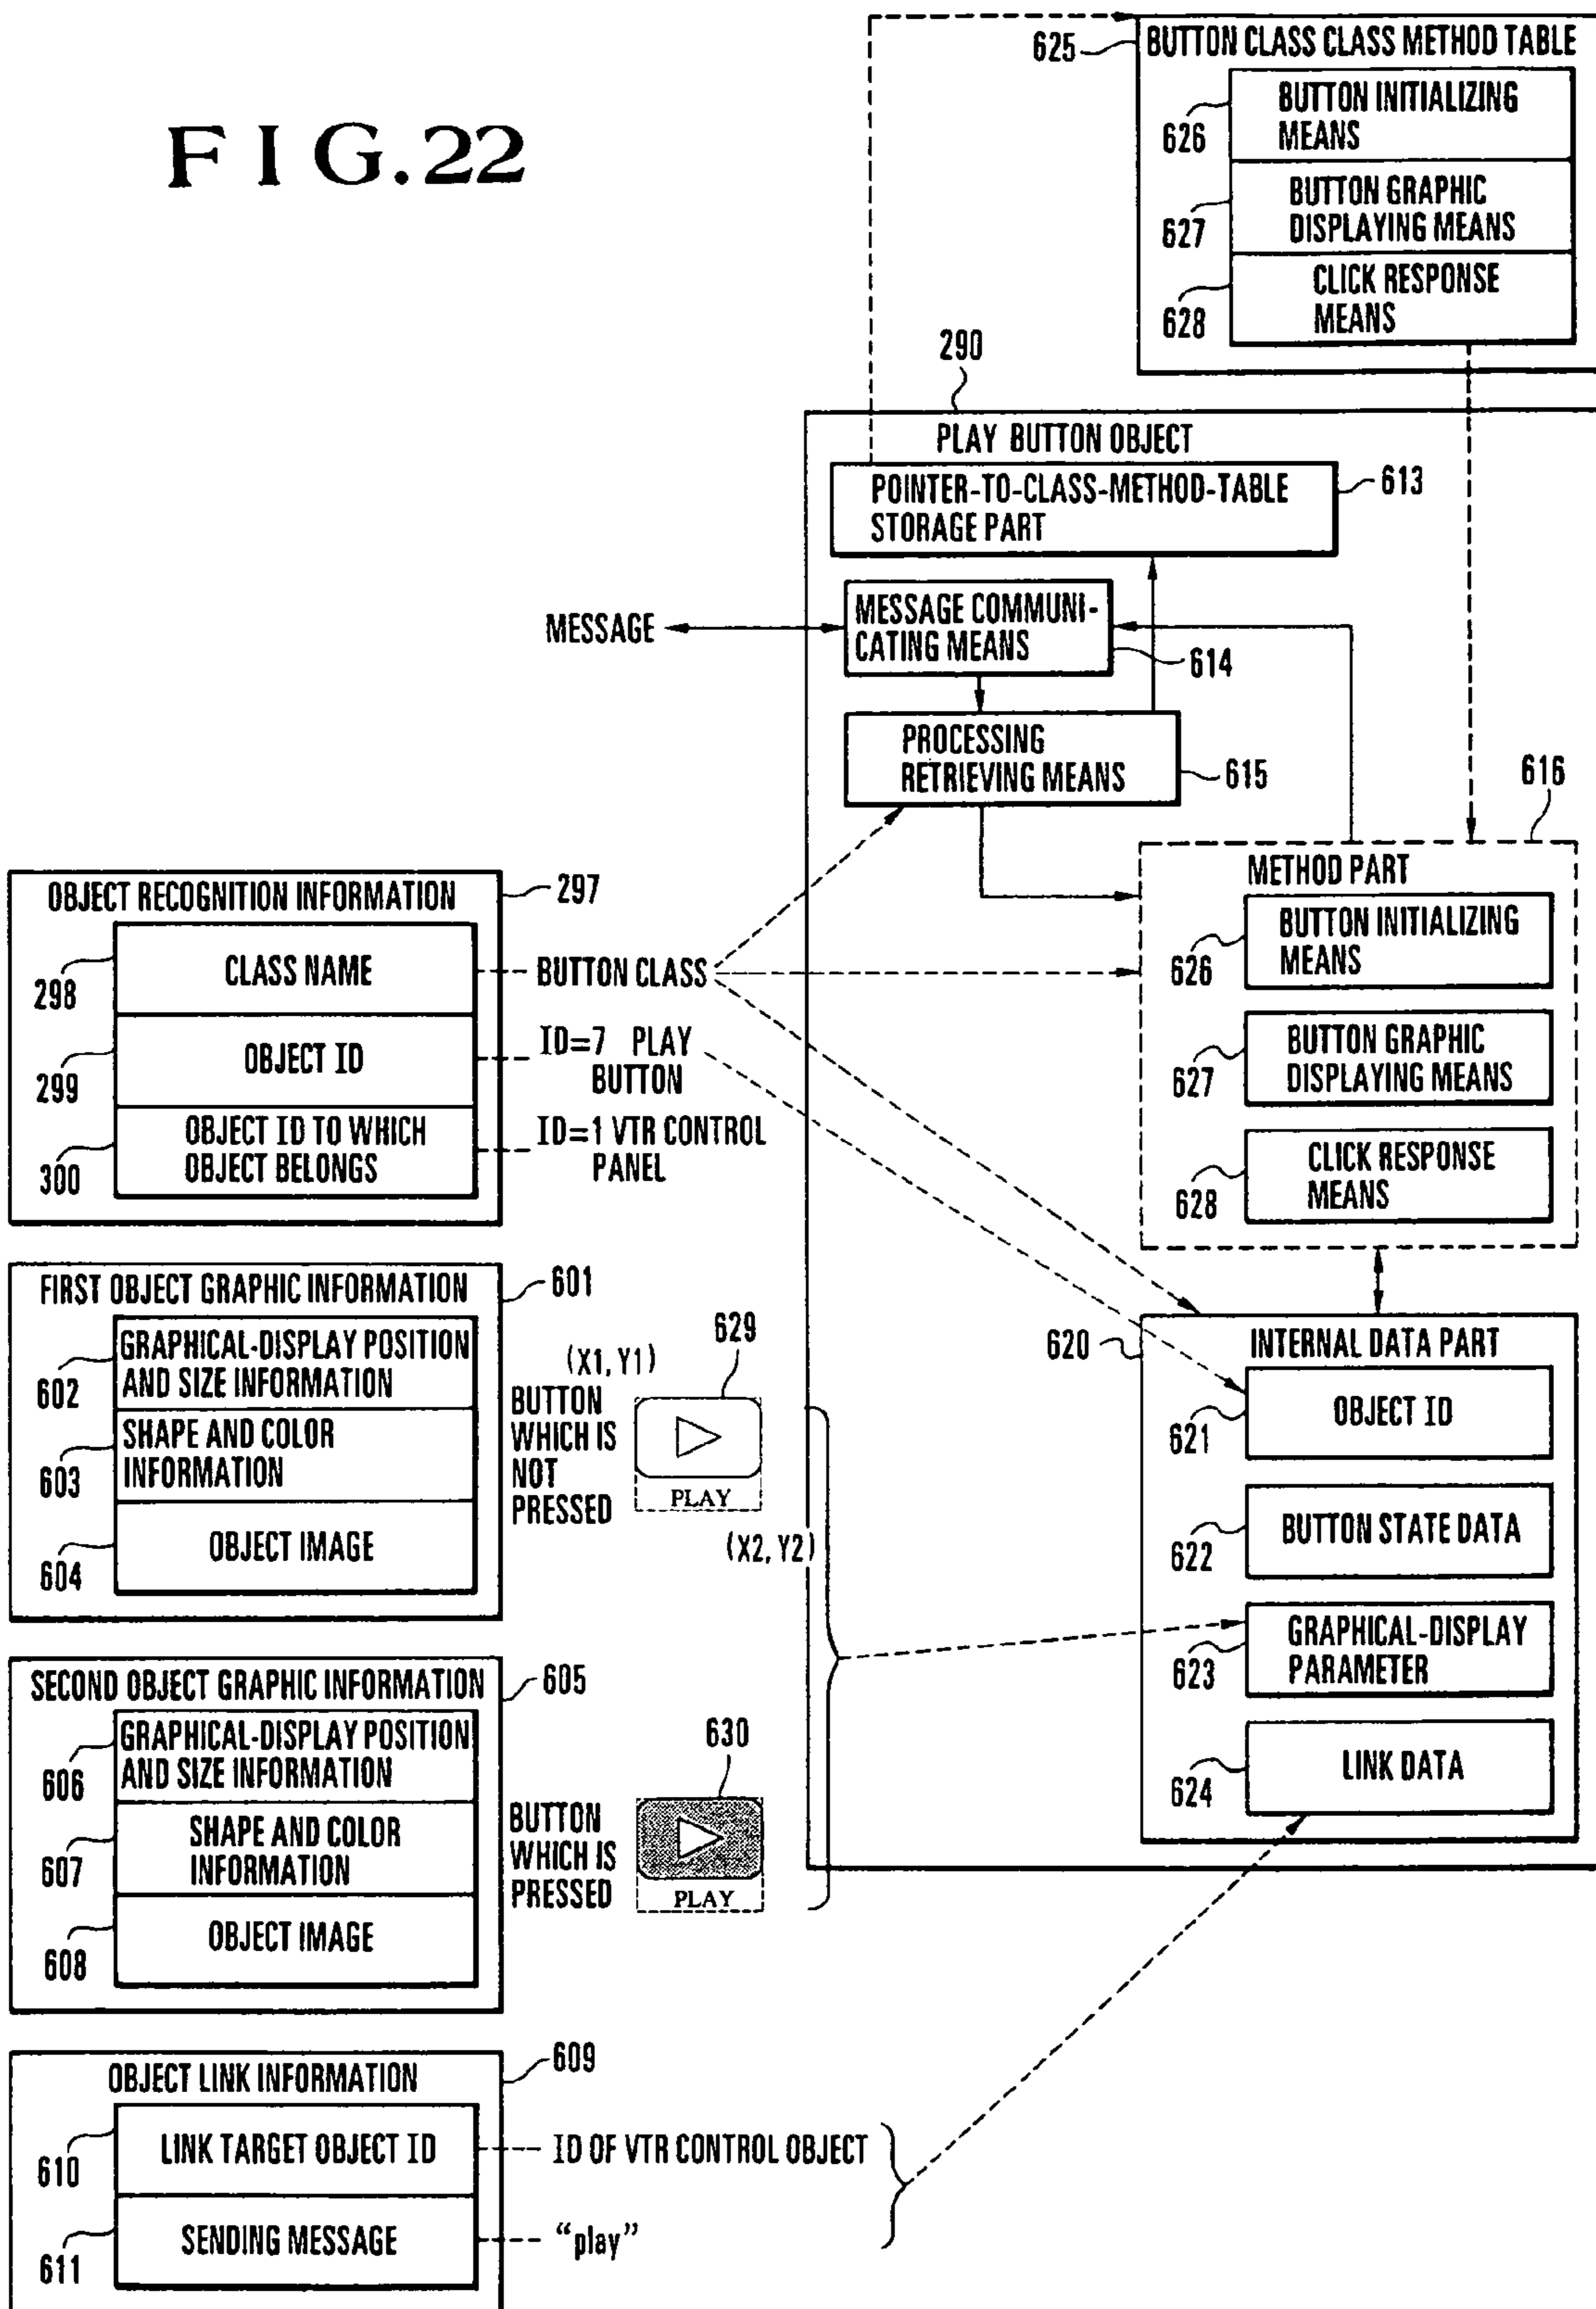 FIG.22
625
BUTTON CLASS CLASS METHOD TABLE
626
BUTTON INITIALIZING
MEANS
627
BUTTON GRAPHIC
DISPLAYING MEANS
628
CLICK RESPONSE
MEANS
290
PLAY BUTTON OBJECT
POINTER-TO-CLASS-METHOD-TABLE
STORAGE PART
613
MESSAGE
MESSAGE COMMUNI-
CATING MEANS
614
PROCESSING
RETRIEVING MEANS
615
616
METHOD PART
626
BUTTON INITIALIZING
MEANS
627
BUTTON GRAPHIC
DISPLAYING MEANS
628
CLICK RESPONSE
MEANS
620
INTERNAL DATA PART
621
OBJECT ID
622
BUTTON STATE DATA
623
GRAPHICAL-DISPLAY
PARAMETER
624
LINK DATA
OBJECT RECOGNITION INFORMATION
297
298
CLASS NAME
BUTTON CLASS
299
OBJECT ID
ID=7 PLAY
BUTTON
300
OBJECT ID TO WHICH
OBJECT BELONGS
ID=1 VTR CONTROL
PANEL
FIRST OBJECT GRAPHIC INFORMATION
601
602
GRAPHICAL-DISPLAY POSITION
AND SIZE INFORMATION
603
SHAPE AND COLOR
INFORMATION
604
OBJECT IMAGE
(X1, Y1)
BUTTON
WHICH IS
NOT
PRESSED
629
PLAY
(X2, Y2)
SECOND OBJECT GRAPHIC INFORMATION
605
606
GRAPHICAL-DISPLAY POSITION
AND SIZE INFORMATION
607
SHAPE AND COLOR
INFORMATION
608
OBJECT IMAGE
BUTTON
WHICH IS
PRESSED
630
PLAY
OBJECT LINK INFORMATION
609
610
LINK TARGET OBJECT ID
ID OF VTR CONTROL OBJECT
611
SENDING MESSAGE
“play”